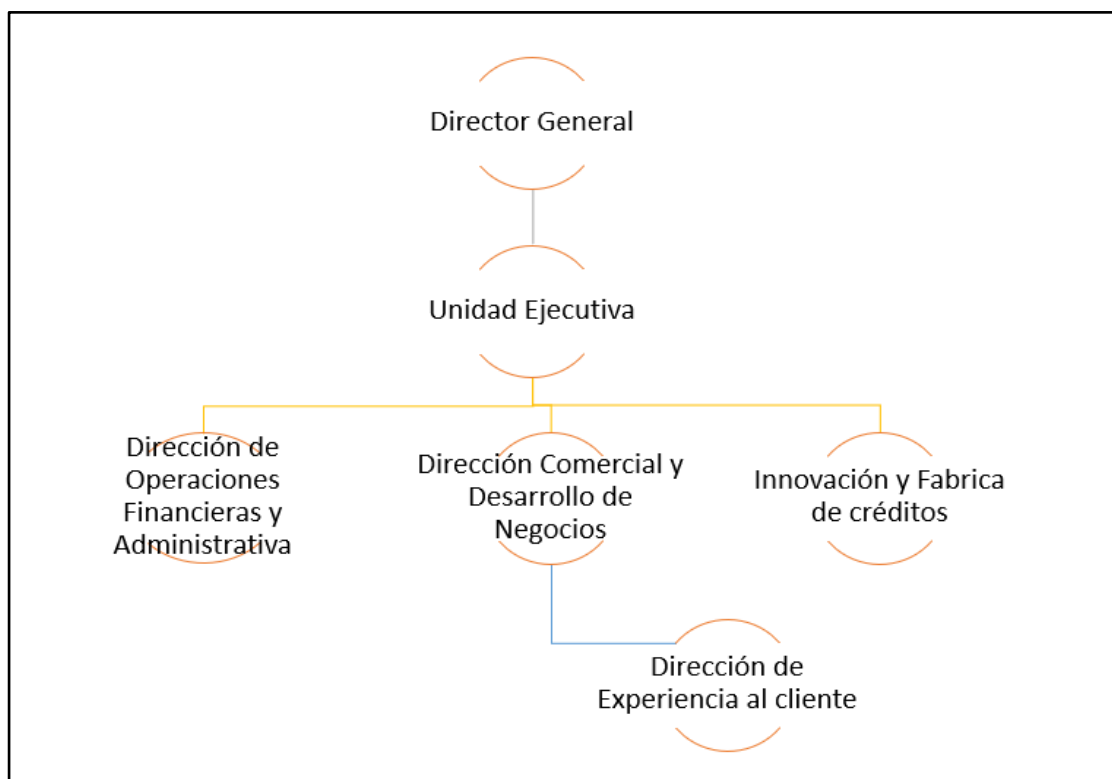 Director General
Unidad Ejecutiva
Dirección de
Operaciones
Financieras y
Administrativa
Dirección Comercial y
Desarrollo de
Negocios
Innovación y Fabrica
de créditos
Dirección de
Experiencia al cliente